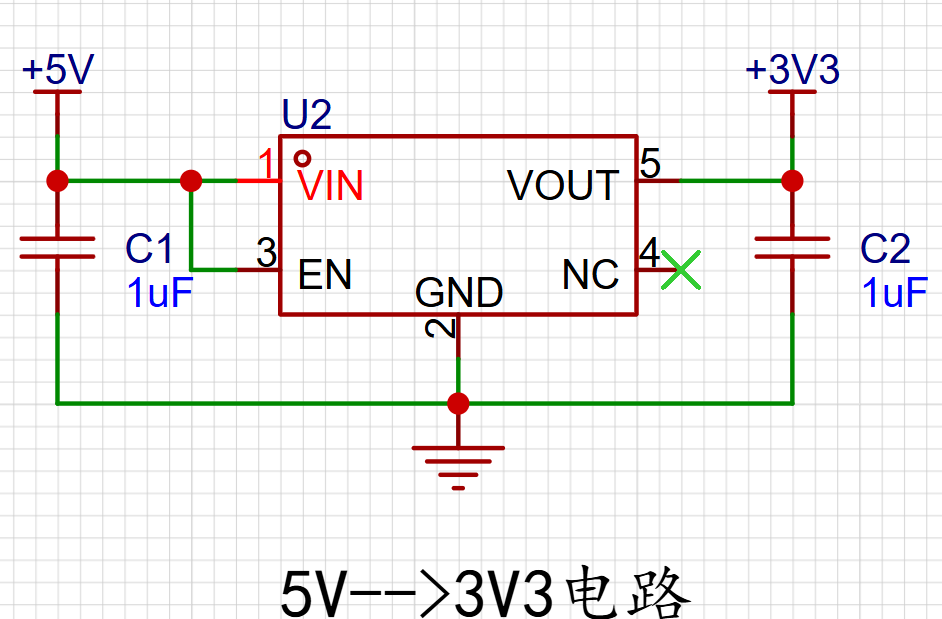 +5V
+3V3
U2
1
VIN
VOUT
5
C1
1uF
3
EN
NC
4
C2
1uF
GND
2
5V-->3V3电路